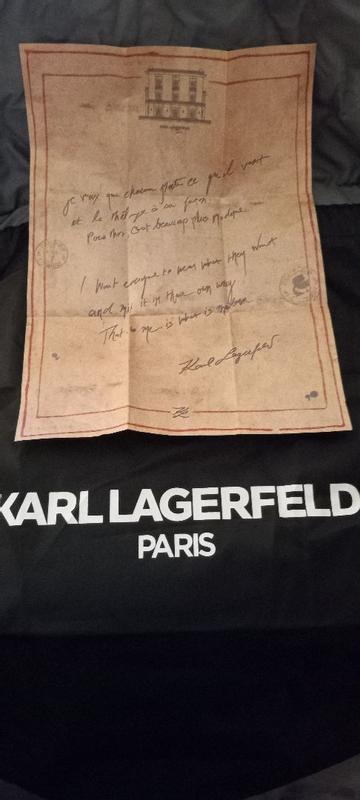 Je veux que chacun porte ce qu'il veut
et le mélange à sa façon
Pour moi, c'est beaucoup plus moderne.
I want everyone to wear what they want
and mix it in their own way
That to me is what is modern
Karl Lagerfeld
KARL LAGERFELD
PARIS